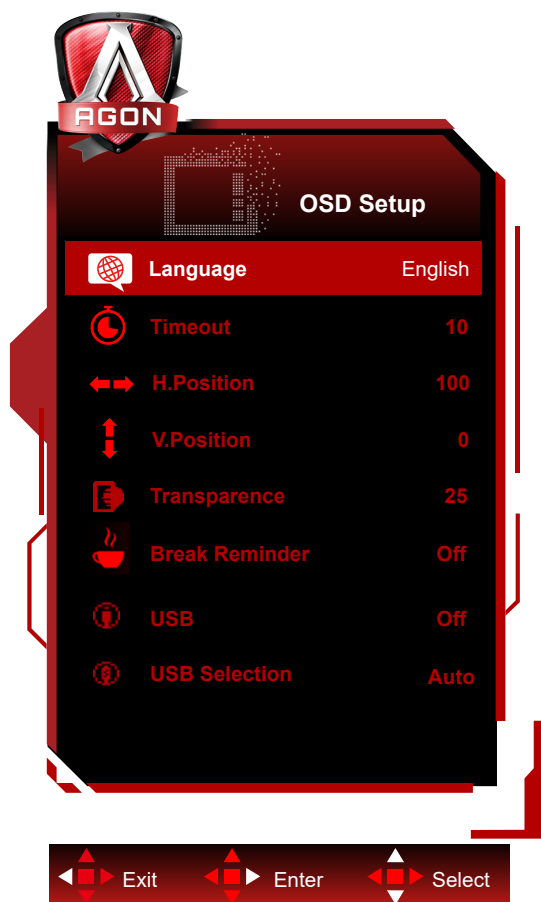 AGON
OSD Setup
Language English
Timeout 10
H.Position 100
V.Position 0
Transparence 25
Break Reminder Off
USB Off
USB Selection Auto
Exit Enter Select